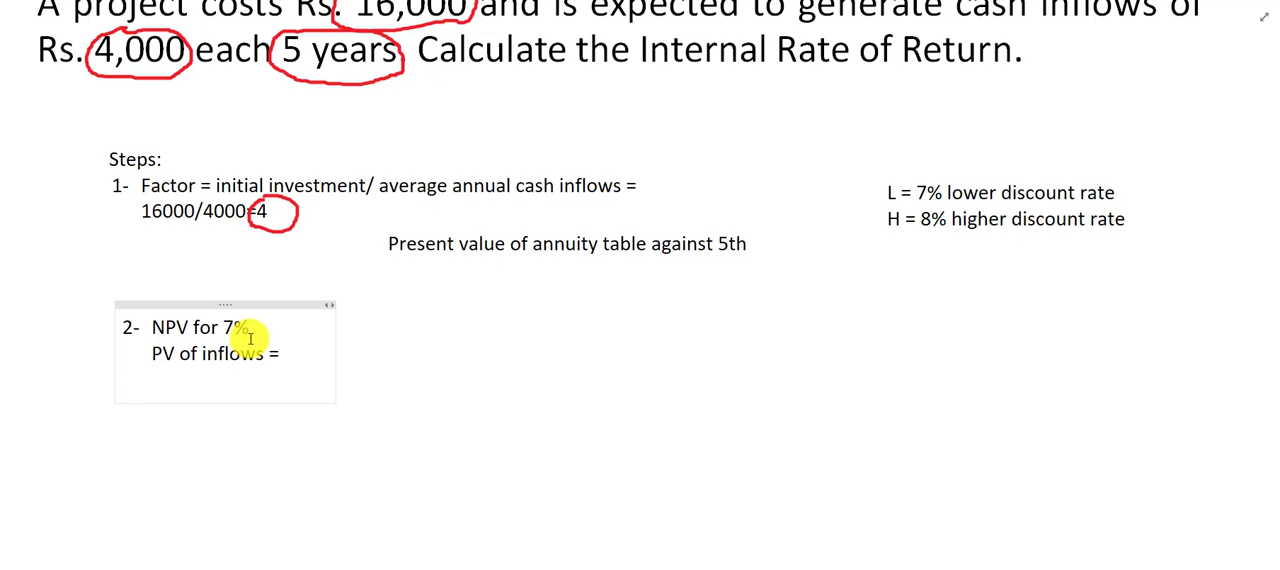 A project costs Rs. 16,000 and is expected to generate cash inflows of
Rs. 4,000 each 5 years. Calculate the Internal Rate of Return.
Steps:
1- Factor = initial investment/ average annual cash inflows =
16000/4000=4
L = 7% lower discount rate
H = 8% higher discount rate
Present value of annuity table against 5th
2- NPV for 7%
PV of inflows =